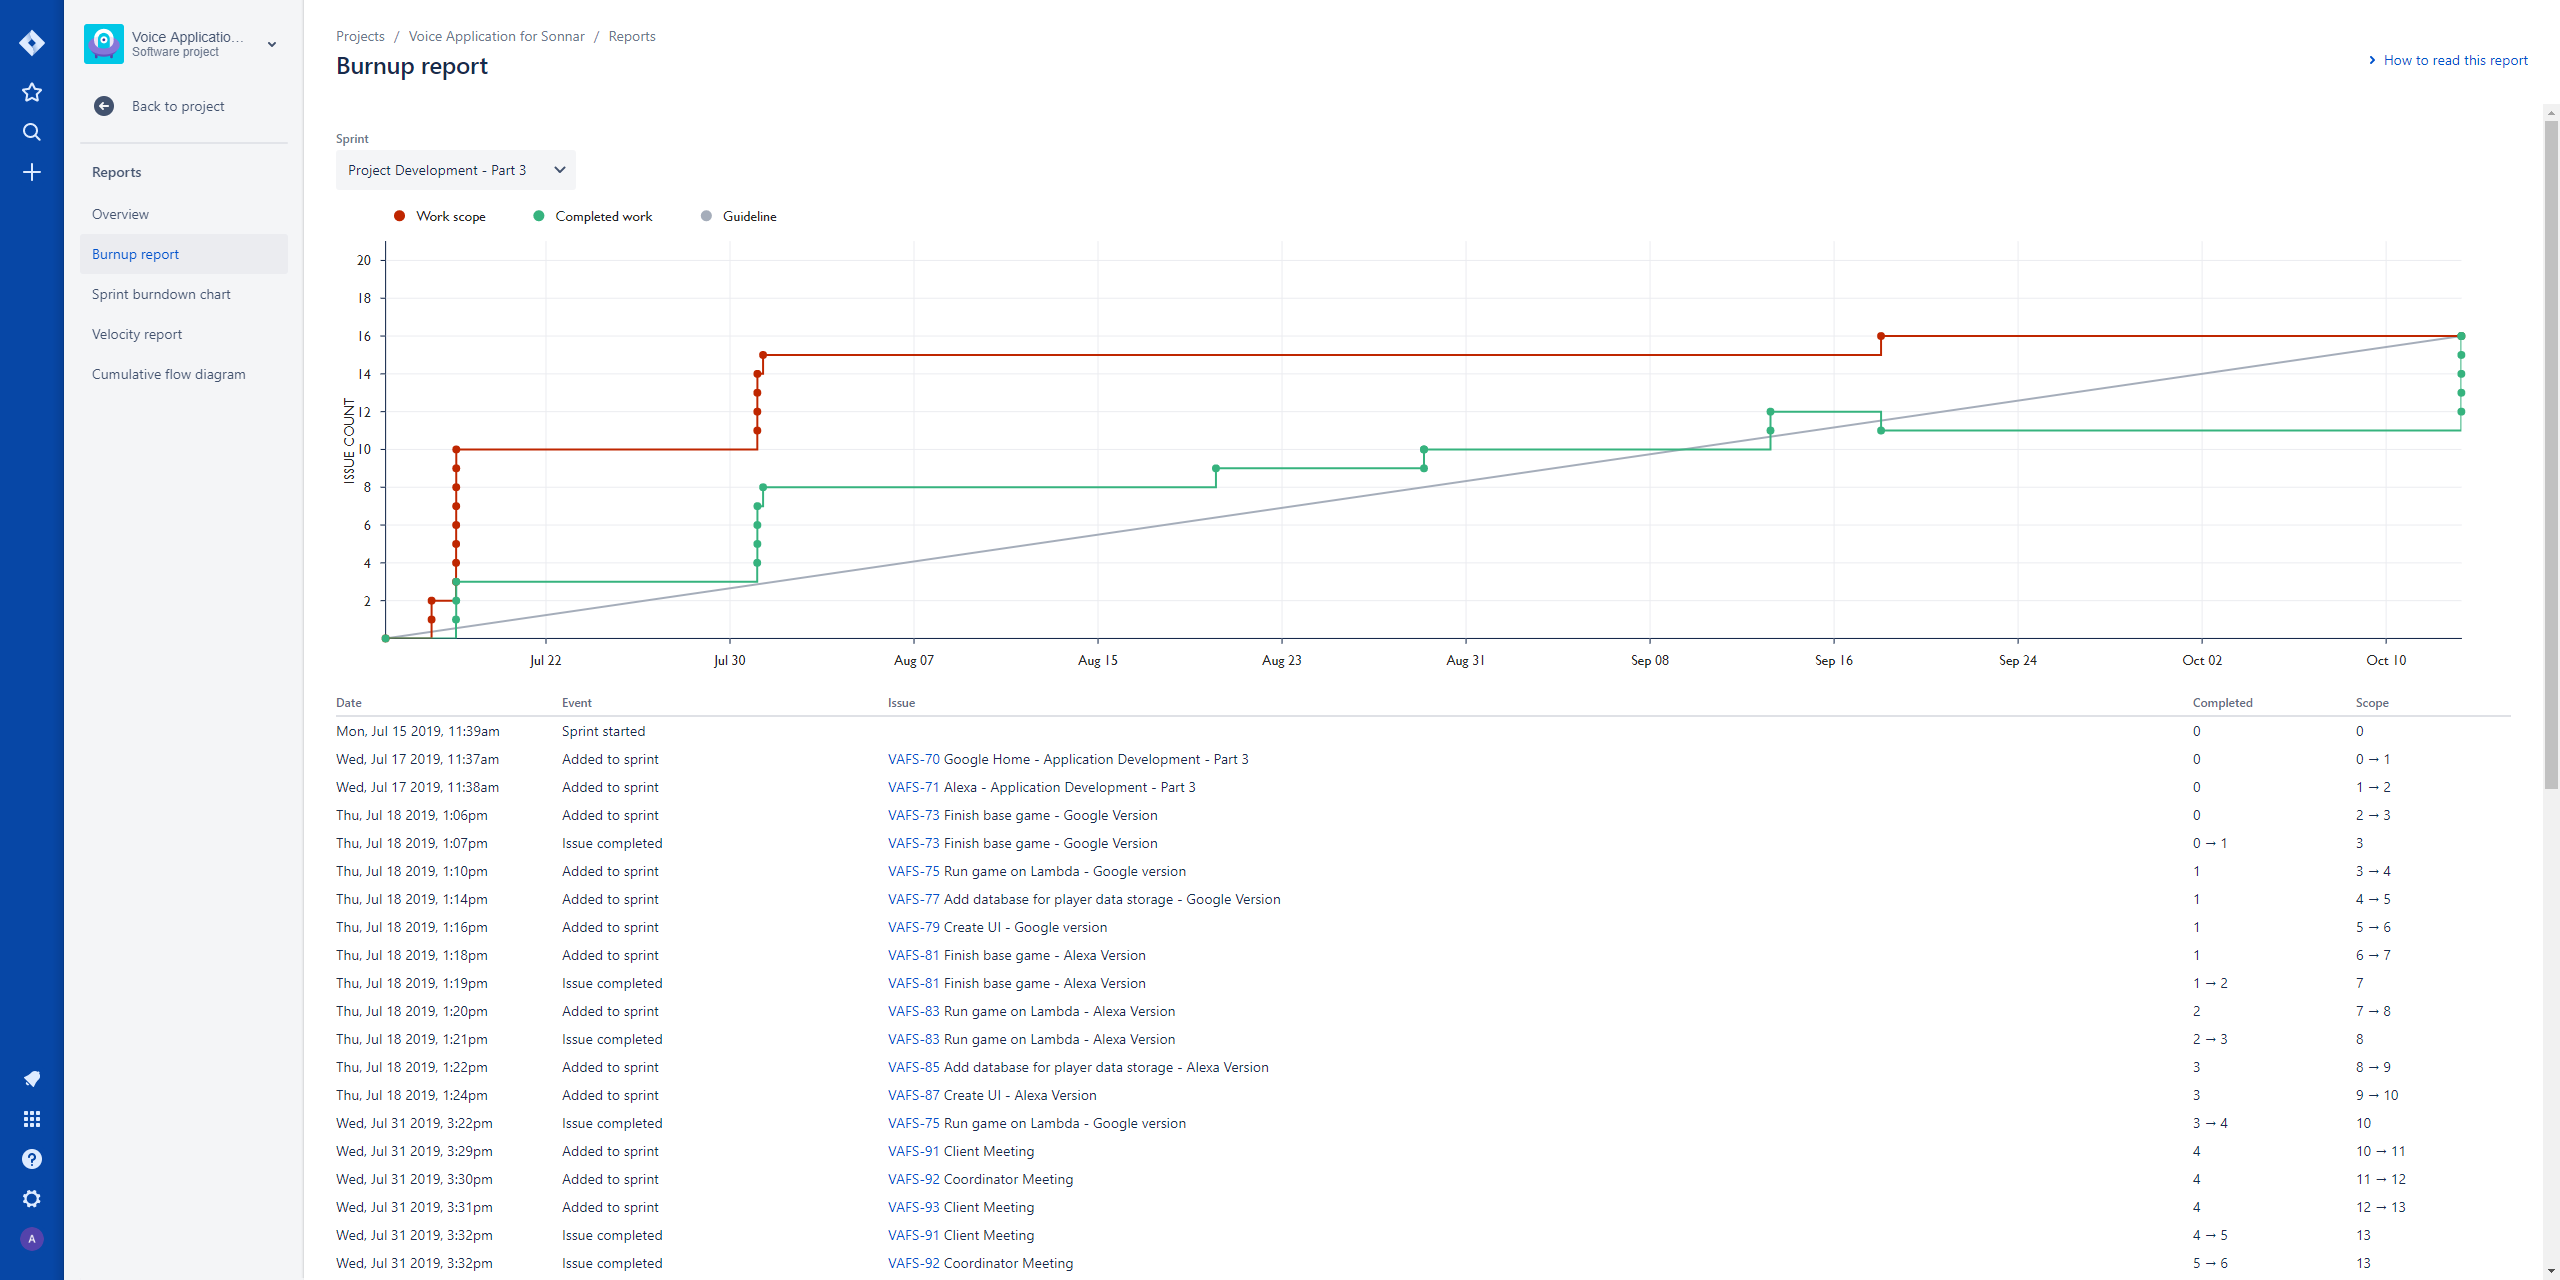 Voice Applicatio...
Software project
Back to project
Reports
Overview
Burnup report
Sprint burndown chart
Velocity report
Cumulative flow diagram
A
Projects / Voice Application for Sonnar / Reports
Burnup report
How to read this report
Sprint
Project Development - Part 3
Work scope Completed work Guideline
ISSUE COUNT
20
18
16
14
12
10
8
6
4
2
Jul 22 Jul 30 Aug 07 Aug 15 Aug 23 Aug 31 Sep 08 Sep 16 Sep 24 Oct 02 Oct 10
Date Event Issue Completed Scope
Mon, Jul 15 2019, 11:39am Sprint started 0 0
Wed, Jul 17 2019, 11:37am Added to sprint VAFS-70 Google Home - Application Development - Part 3 0 0 → 1
Wed, Jul 17 2019, 11:38am Added to sprint VAFS-71 Alexa - Application Development - Part 3 0 1 → 2
Thu, Jul 18 2019, 1:06pm Added to sprint VAFS-73 Finish base game - Google Version 0 2 → 3
Thu, Jul 18 2019, 1:07pm Issue completed VAFS-73 Finish base game - Google Version 0 → 1 3
Thu, Jul 18 2019, 1:10pm Added to sprint VAFS-75 Run game on Lambda - Google version 1 3 → 4
Thu, Jul 18 2019, 1:14pm Added to sprint VAFS-77 Add database for player data storage - Google Version 1 4 → 5
Thu, Jul 18 2019, 1:16pm Added to sprint VAFS-79 Create UI - Google version 1 5 → 6
Thu, Jul 18 2019, 1:18pm Added to sprint VAFS-81 Finish base game - Alexa Version 1 6 → 7
Thu, Jul 18 2019, 1:19pm Issue completed VAFS-81 Finish base game - Alexa Version 1 → 2 7
Thu, Jul 18 2019, 1:20pm Added to sprint VAFS-83 Run game on Lambda - Alexa Version 2 7 → 8
Thu, Jul 18 2019, 1:21pm Issue completed VAFS-83 Run game on Lambda - Alexa Version 2 → 3 8
Thu, Jul 18 2019, 1:22pm Added to sprint VAFS-85 Add database for player data storage - Alexa Version 3 8 → 9
Thu, Jul 18 2019, 1:24pm Added to sprint VAFS-87 Create UI - Alexa Version 3 9 → 10
Wed, Jul 31 2019, 3:22pm Issue completed VAFS-75 Run game on Lambda - Google version 3 → 4 10
Wed, Jul 31 2019, 3:29pm Added to sprint VAFS-91 Client Meeting 4 10 → 11
Wed, Jul 31 2019, 3:30pm Added to sprint VAFS-92 Coordinator Meeting 4 11 → 12
Wed, Jul 31 2019, 3:31pm Added to sprint VAFS-93 Client Meeting 4 12 → 13
Wed, Jul 31 2019, 3:32pm Issue completed VAFS-91 Client Meeting 4 → 5 13
Wed, Jul 31 2019, 3:32pm Issue completed VAFS-92 Coordinator Meeting 5 → 6 13